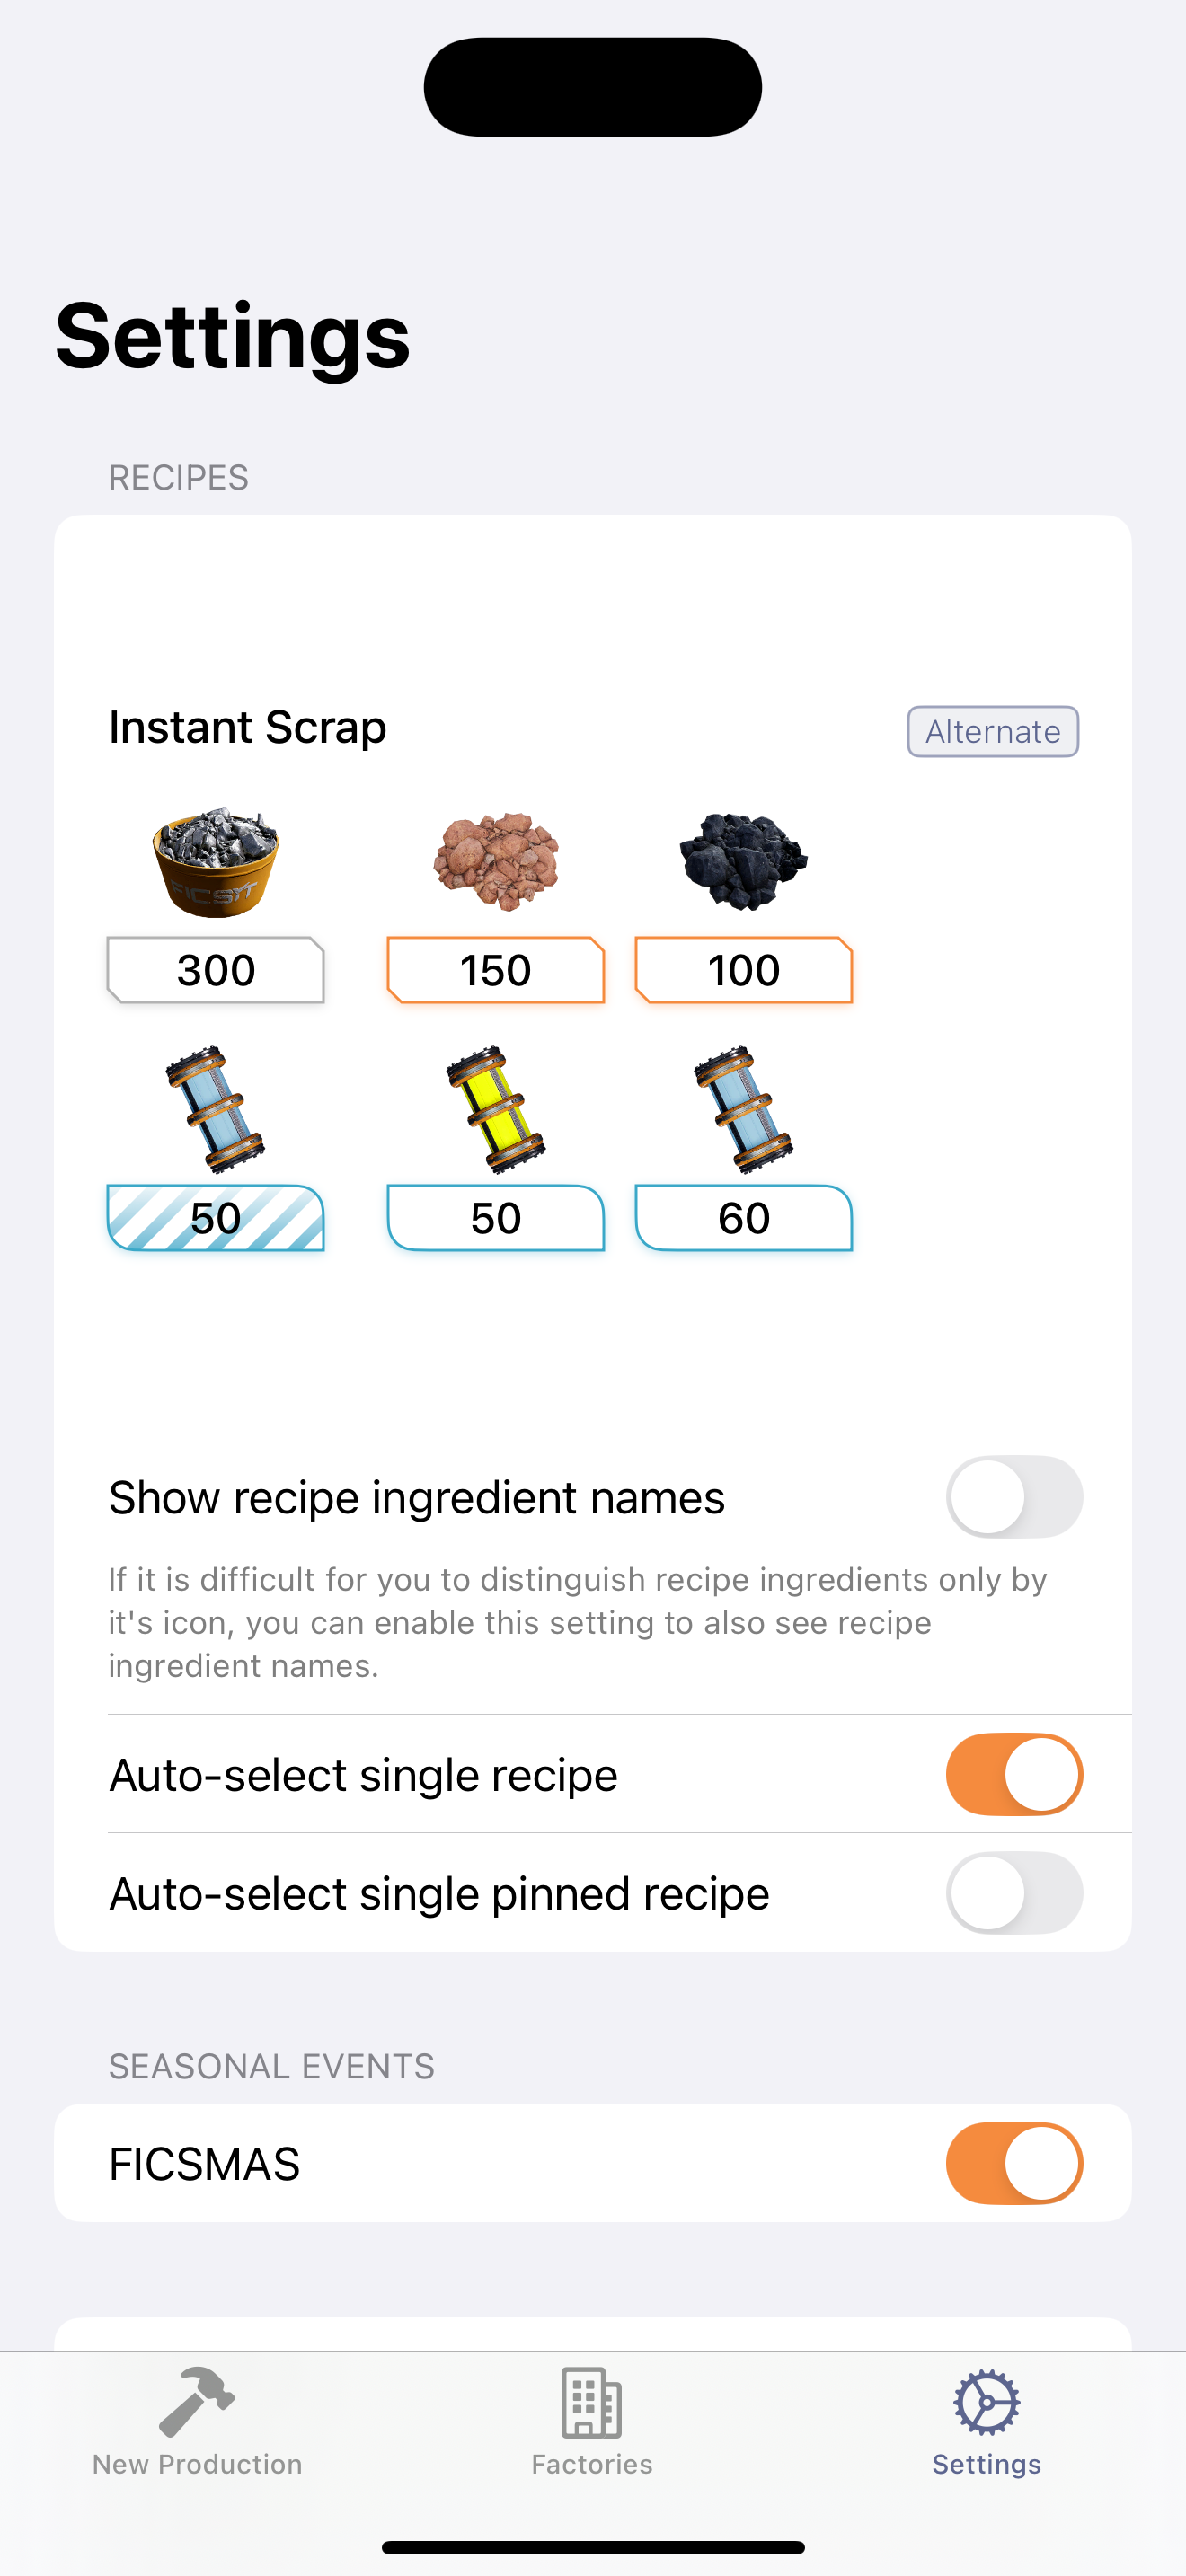 Settings
RECIPES
Instant Scrap
Alternate
FICSYT
300
150
100
50
50
60
Show recipe ingredient names
If it is difficult for you to distinguish recipe ingredients only by
it's icon, you can enable this setting to also see recipe
ingredient names.
Auto-select single recipe
Auto-select single pinned recipe
SEASONAL EVENTS
FICSMAS
New Production
Factories
Settings